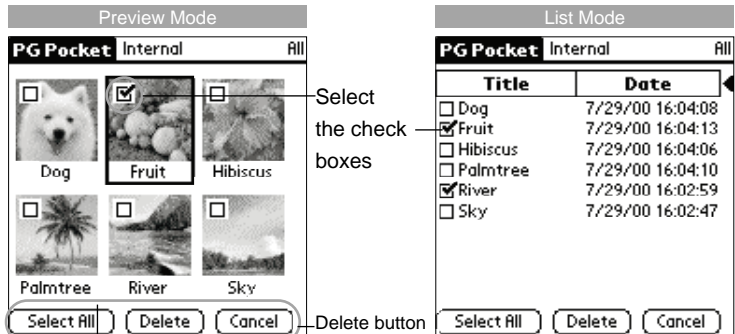 Preview Mode
PG Pocket Internal All
Dog Fruit Hibiscus
Palmtree River Sky
Select All Delete Cancel
Select
the check
boxes
Delete button
List Mode
PG Pocket Internal All
Title Date
Dog 7/29/00 16:04:08
Fruit 7/29/00 16:04:13
Hibiscus 7/29/00 16:04:06
Palmtree 7/29/00 16:04:10
River 7/29/00 16:02:59
Sky 7/29/00 16:02:47
Select All Delete Cancel